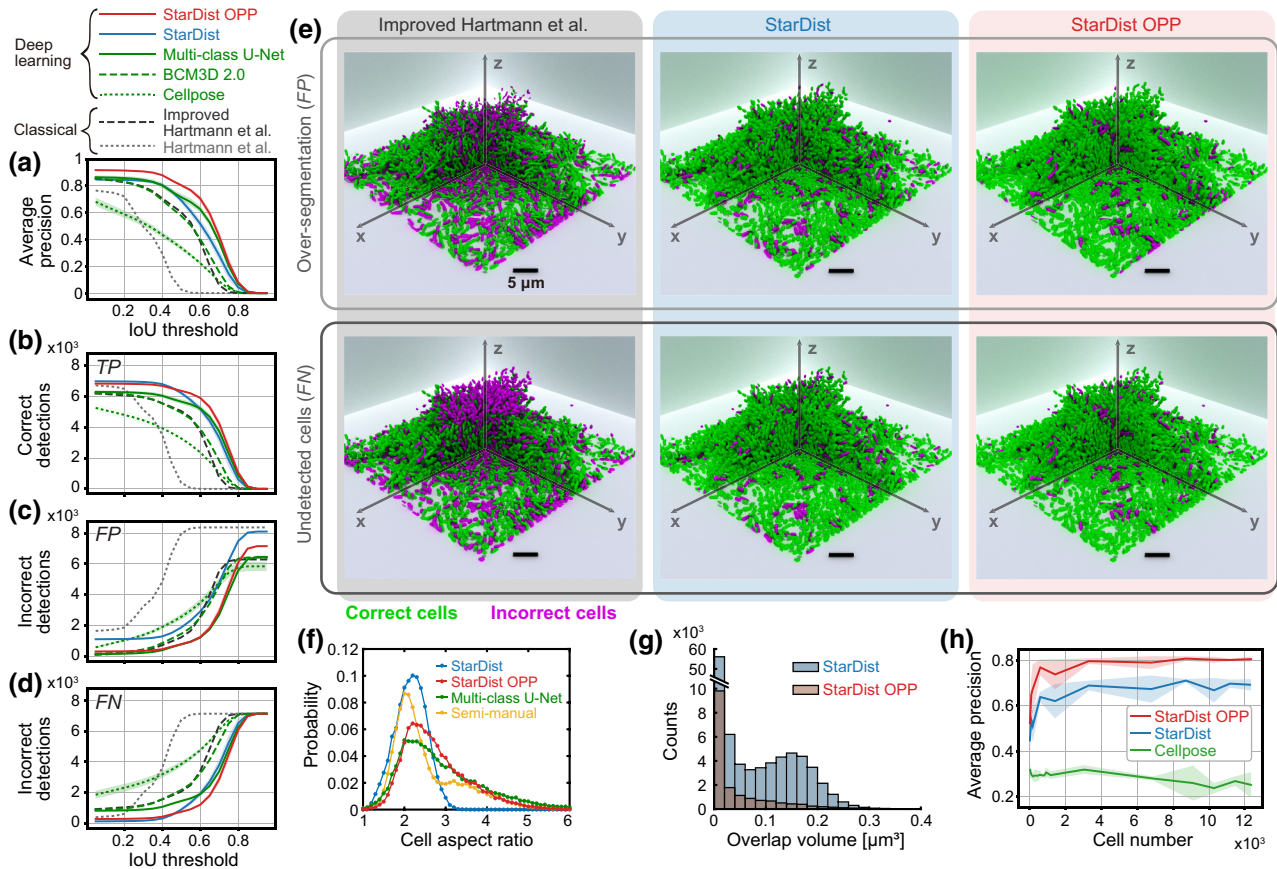 Deep
learning
StarDist OPP
StarDist
Multi-class U-Net
BCM3D 2.0
Cellpose
Classical
Improved
Hartmann et al.
Hartmann et al.
(a)
Average
precision
1
0.8
0.6
0.4
0.2
0
0.2 0.4 0.6 0.8
IoU threshold
(b)
x10³
TP
Correct
detections
8
6
4
2
0
(c)
x10³
FP
Incorrect
detections
8
6
4
2
0
(d)
x10³
FN
Incorrect
detections
8
6
4
2
0
0.2 0.4 0.6 0.8
IoU threshold
(e)
Improved Hartmann et al.
StarDist
StarDist OPP
Over-segmentation (FP)
z
x
y
5 µm
z
x
y
z
x
y
Undetected cells (FN)
z
x
y
z
x
y
z
x
y
Correct cells
Incorrect cells
(f)
Probability
0.12
0.1
0.08
0.06
0.04
0.02
0
StarDist
StarDist OPP
Multi-class U-Net
Semi-manual
1 2 3 4 5 6
Cell aspect ratio
(g)
x10³
Counts
60
50
10
8
6
4
2
0
StarDist
StarDist OPP
0 0.1 0.2 0.3 0.4
Overlap volume [µm³]
(h)
Average precision
0.8
0.6
0.4
0.2
StarDist OPP
StarDist
Cellpose
0 2 4 6 8 10 12
Cell number
x10³